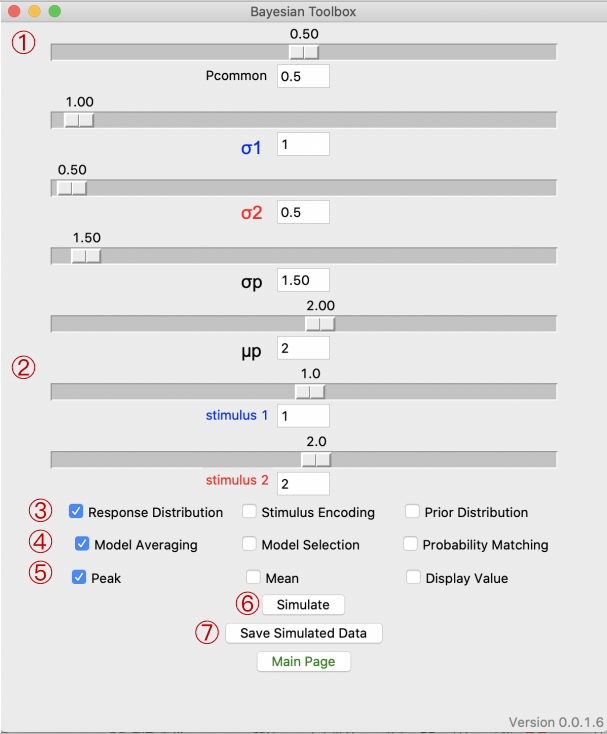 Bayesian Toolbox
① 0.50
Pcommon 0.5
1.00
σ1 1
0.50
σ2 0.5
1.50
σp 1.50
2.00
μp 2
② 1.0
stimulus 1 1
2.0
stimulus 2 2
③ Response Distribution Stimulus Encoding Prior Distribution
④ Model Averaging Model Selection Probability Matching
⑤ Peak Mean Display Value
⑥ Simulate
⑦ Save Simulated Data
Main Page
Version 0.0.1.6